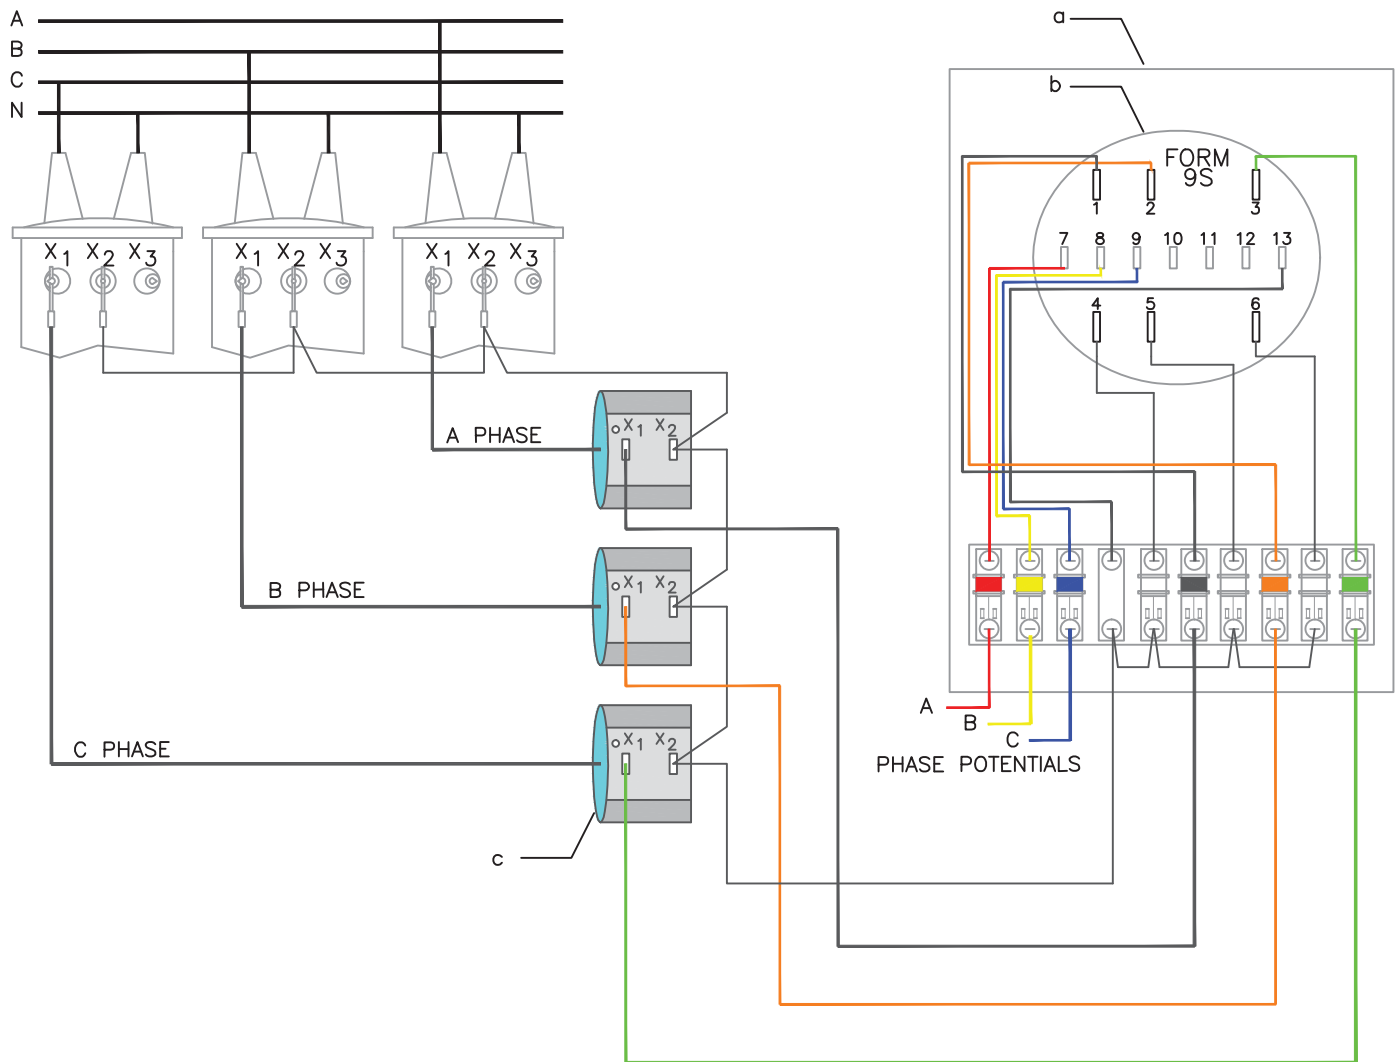 A
B
C
N
a
b
FORM
9S
1 2 3
7 8 9 10 11 12 13
4 5 6
X1 X2 X3
X1 X2 X3
X1 X2 X3
A PHASE
X1 X2
B PHASE
X1 X2
C PHASE
X1 X2
c
A
B
C
PHASE POTENTIALS